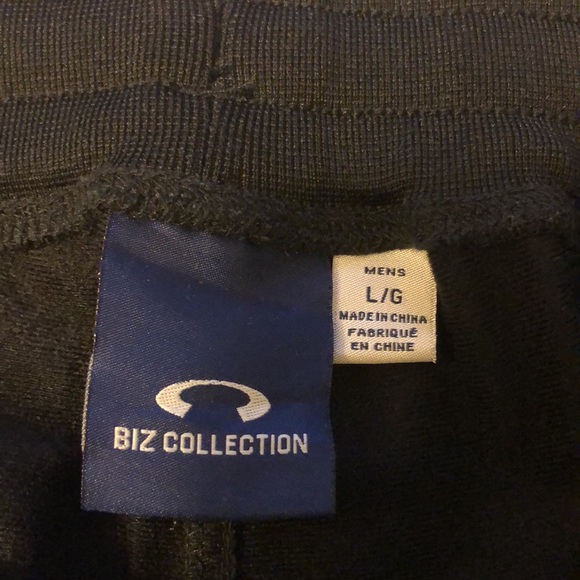 BIZ COLLECTION
MENS
L/G
MADE IN CHINA
FABRIQUÉ
EN CHINE